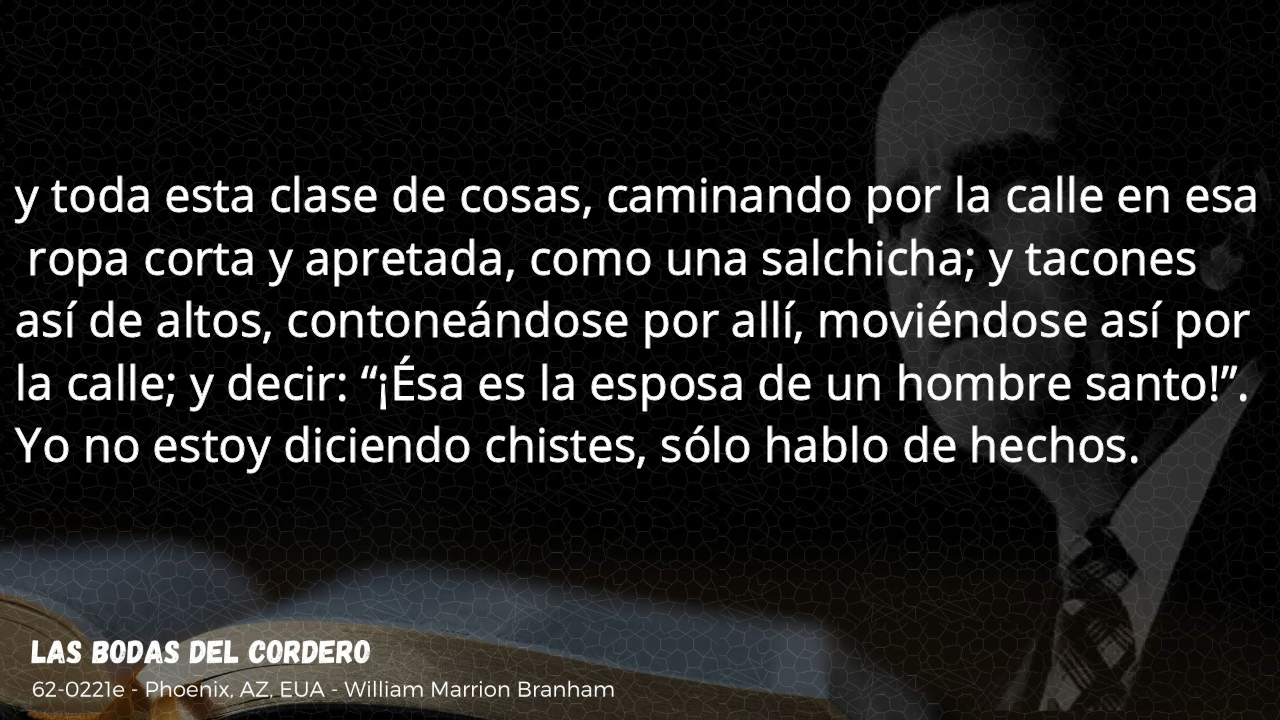 y toda esta clase de cosas, caminando por la calle en esa
ropa corta y apretada, como una salchicha; y tacones
así de altos, contoneándose por allí, moviéndose así por
la calle; y decir: “¡Ésa es la esposa de un hombre santo!”.
Yo no estoy diciendo chistes, sólo hablo de hechos.
LAS BODAS DEL CORDERO
62-0221e - Phoenix, AZ, EUA - William Marrion Branham